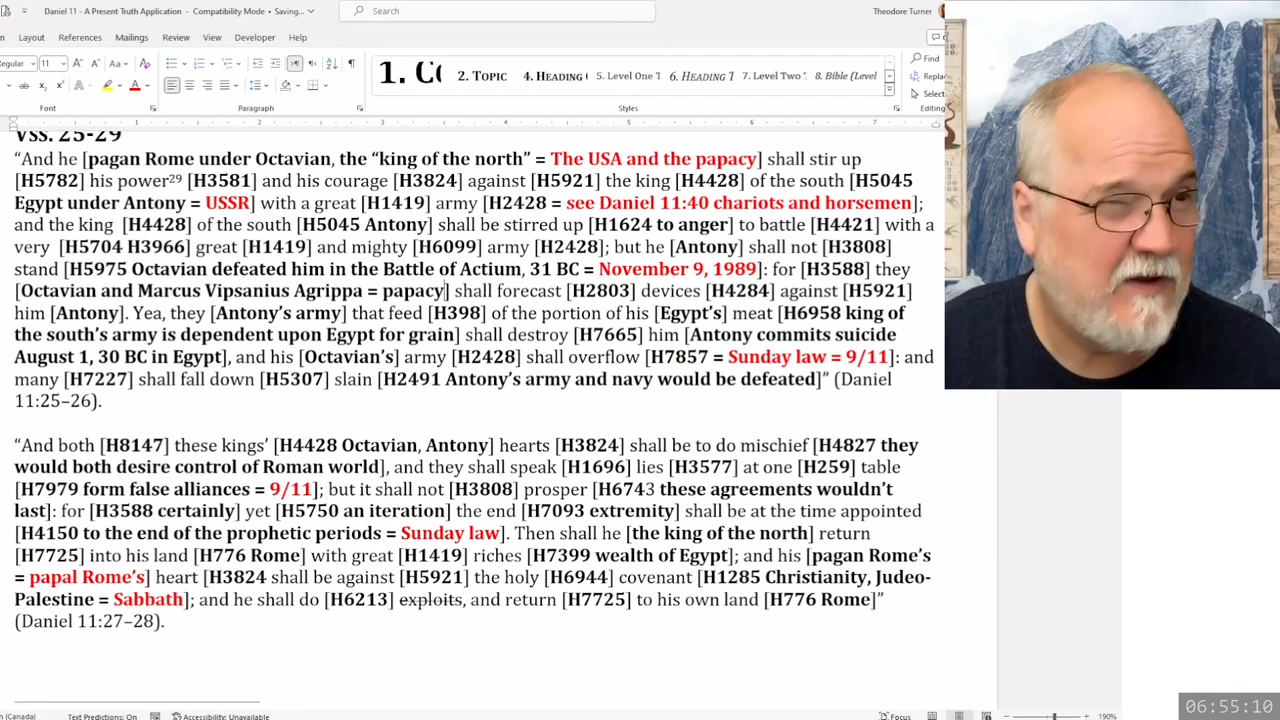 Daniel 11 - A Present Truth Application - Compatibility Mode • Saving...
Search
Theodore Turner
Layout References Mailings Review View Developer Help
Regular 11 Aa
1. Co 2. Topic 4. Heading 5. Level One 6. Heading 7. Level Two 8. Bible (Level
Find
Repla
Select
Font Paragraph Styles Editing
1 2 3 4 5 6 7
Vss. 25-29
“And he [pagan Rome under Octavian, the “king of the north” = The USA and the papacy] shall stir up
[H5782] his power29 [H3581] and his courage [H3824] against [H5921] the king [H4428] of the south [H5045
Egypt under Antony = USSR] with a great [H1419] army [H2428 = see Daniel 11:40 chariots and horsemen];
and the king [H4428] of the south [H5045 Antony] shall be stirred up [H1624 to anger] to battle [H4421] with a
very [H5704 H3966] great [H1419] and mighty [H6099] army [H2428]; but he [Antony] shall not [H3808]
stand [H5975 Octavian defeated him in the Battle of Actium, 31 BC = November 9, 1989]: for [H3588] they
[Octavian and Marcus Vipsanius Agrippa = papacy] shall forecast [H2803] devices [H4284] against [H5921]
him [Antony]. Yea, they [Antony’s army] that feed [H398] of the portion of his [Egypt’s] meat [H6958 king of
the south’s army is dependent upon Egypt for grain] shall destroy [H7665] him [Antony commits suicide
August 1, 30 BC in Egypt], and his [Octavian’s] army [H2428] shall overflow [H7857 = Sunday law = 9/11]: and
many [H7227] shall fall down [H5307] slain [H2491 Antony’s army and navy would be defeated]” (Daniel
11:25–26).
“And both [H8147] these kings’ [H4428 Octavian, Antony] hearts [H3824] shall be to do mischief [H4827 they
would both desire control of Roman world], and they shall speak [H1696] lies [H3577] at one [H259] table
[H7979 form false alliances = 9/11]; but it shall not [H3808] prosper [H6743 these agreements wouldn’t
last]: for [H3588 certainly] yet [H5750 an iteration] the end [H7093 extremity] shall be at the time appointed
[H4150 to the end of the prophetic periods = Sunday law]. Then shall he [the king of the north] return
[H7725] into his land [H776 Rome] with great [H1419] riches [H7399 wealth of Egypt]; and his [pagan Rome’s
= papal Rome’s] heart [H3824 shall be against [H5921] the holy [H6944] covenant [H1285 Christianity, Judeo-
Palestine = Sabbath]; and he shall do [H6213] exploits, and return [H7725] to his own land [H776 Rome]”
(Daniel 11:27–28).
(Canada) Text Predictions: On Accessibility: Unavailable Focus 190%
06:55:10